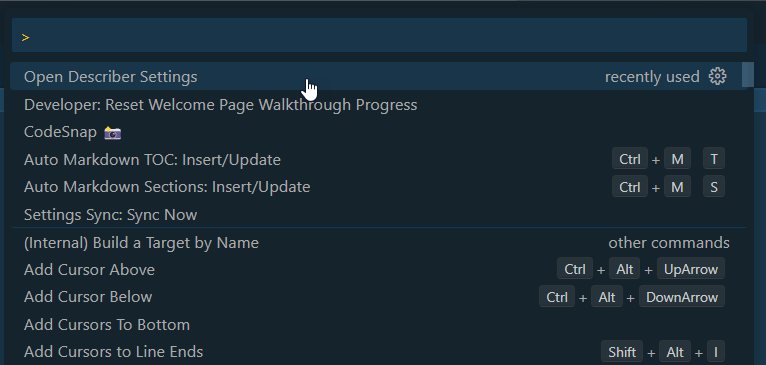 >
Open Describer Settings recently used
Developer: Reset Welcome Page Walkthrough Progress
CodeSnap 📸
Auto Markdown TOC: Insert/Update Ctrl + M T
Auto Markdown Sections: Insert/Update Ctrl + M S
Settings Sync: Sync Now
(Internal) Build a Target by Name other commands
Add Cursor Above Ctrl + Alt + UpArrow
Add Cursor Below Ctrl + Alt + DownArrow
Add Cursors To Bottom
Add Cursors to Line Ends Shift + Alt + I